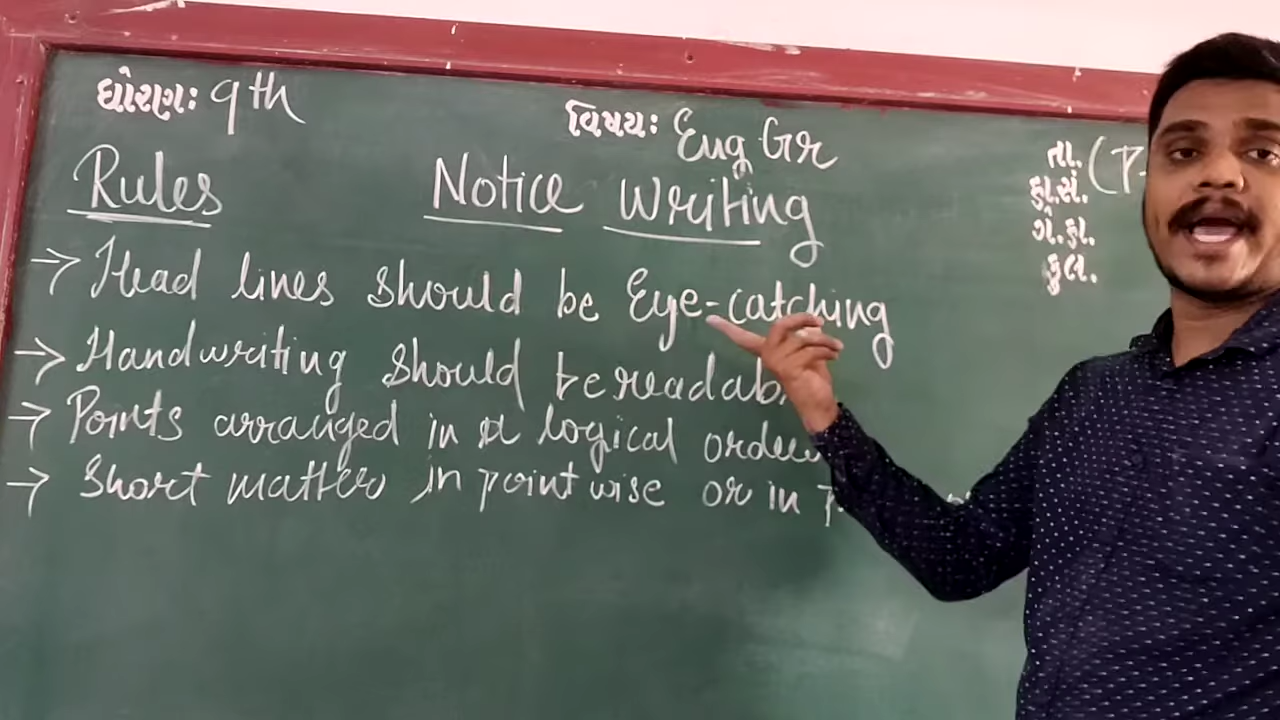 ધોરણ: 9th
વિષય: Eng Gr
તા.
ક્રા.સં.
ગે.હા.
કુલ.
Rules
Notice Writing
→ Head lines should be Eye-catching
→ Handwriting should be
→ Points arranged in logical order
→ Short matter in point wise or in